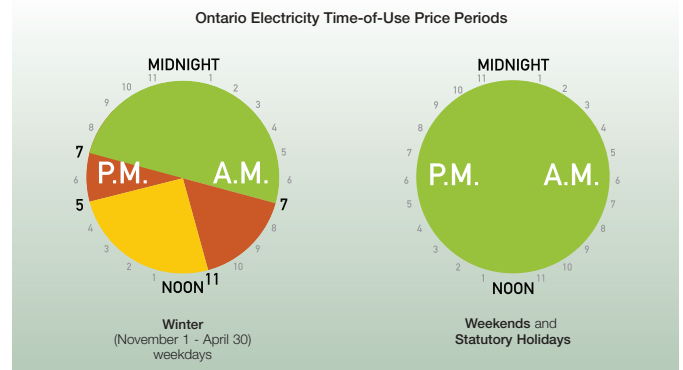 Ontario Electricity Time-of-Use Price Periods
MIDNIGHT
11 1
10 2
9 3
8 4
7 5
P.M. A.M.
6 6
5 7
4 8
3 9
2 10
1 NOON 11
Winter
(November 1 - April 30)
weekdays
MIDNIGHT
11 1
10 2
9 3
8 4
7 5
P.M. A.M.
6 6
5 7
4 8
3 9
2 10
1 11
NOON
Weekends and
Statutory Holidays